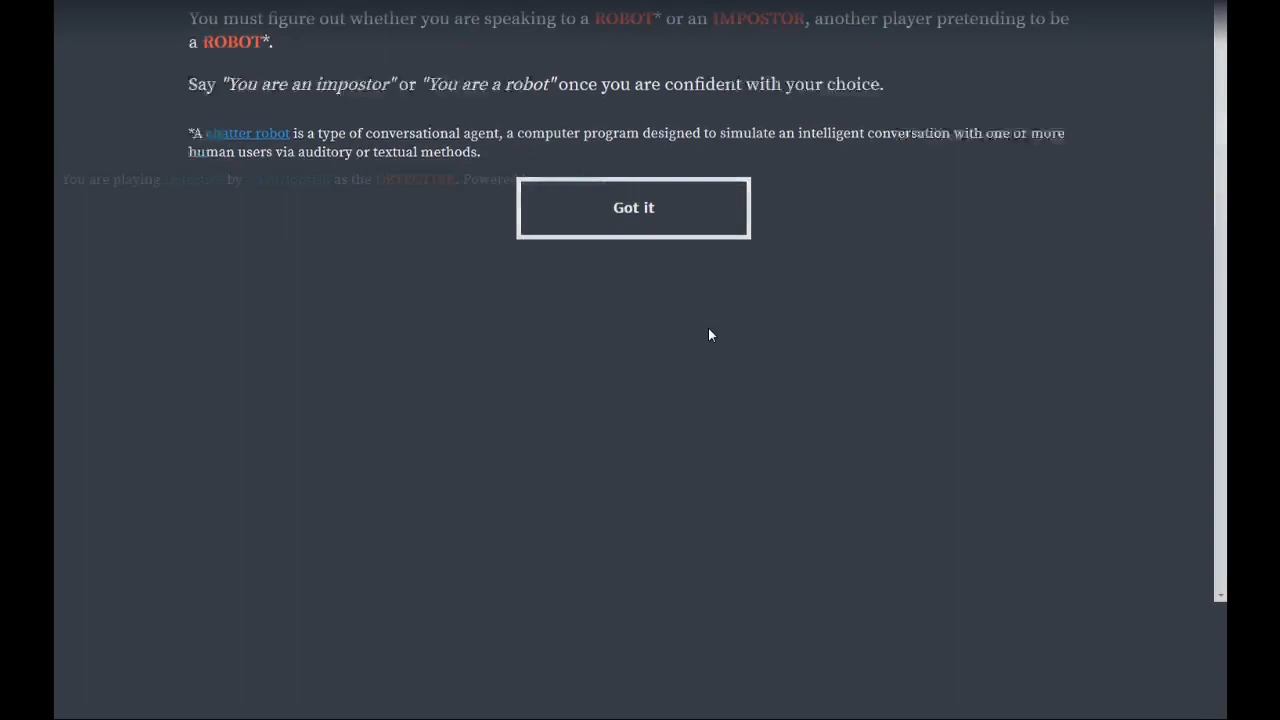 You must figure out whether you are speaking to a ROBOT* or an IMPOSTOR, another player pretending to be
a ROBOT*.
Say "You are an impostor" or "You are a robot" once you are confident with your choice.
*A chatter robot is a type of conversational agent, a computer program designed to simulate an intelligent conversation with one or more
human users via auditory or textual methods.
You are playing by as the DETECTIVE. Powered
Got it